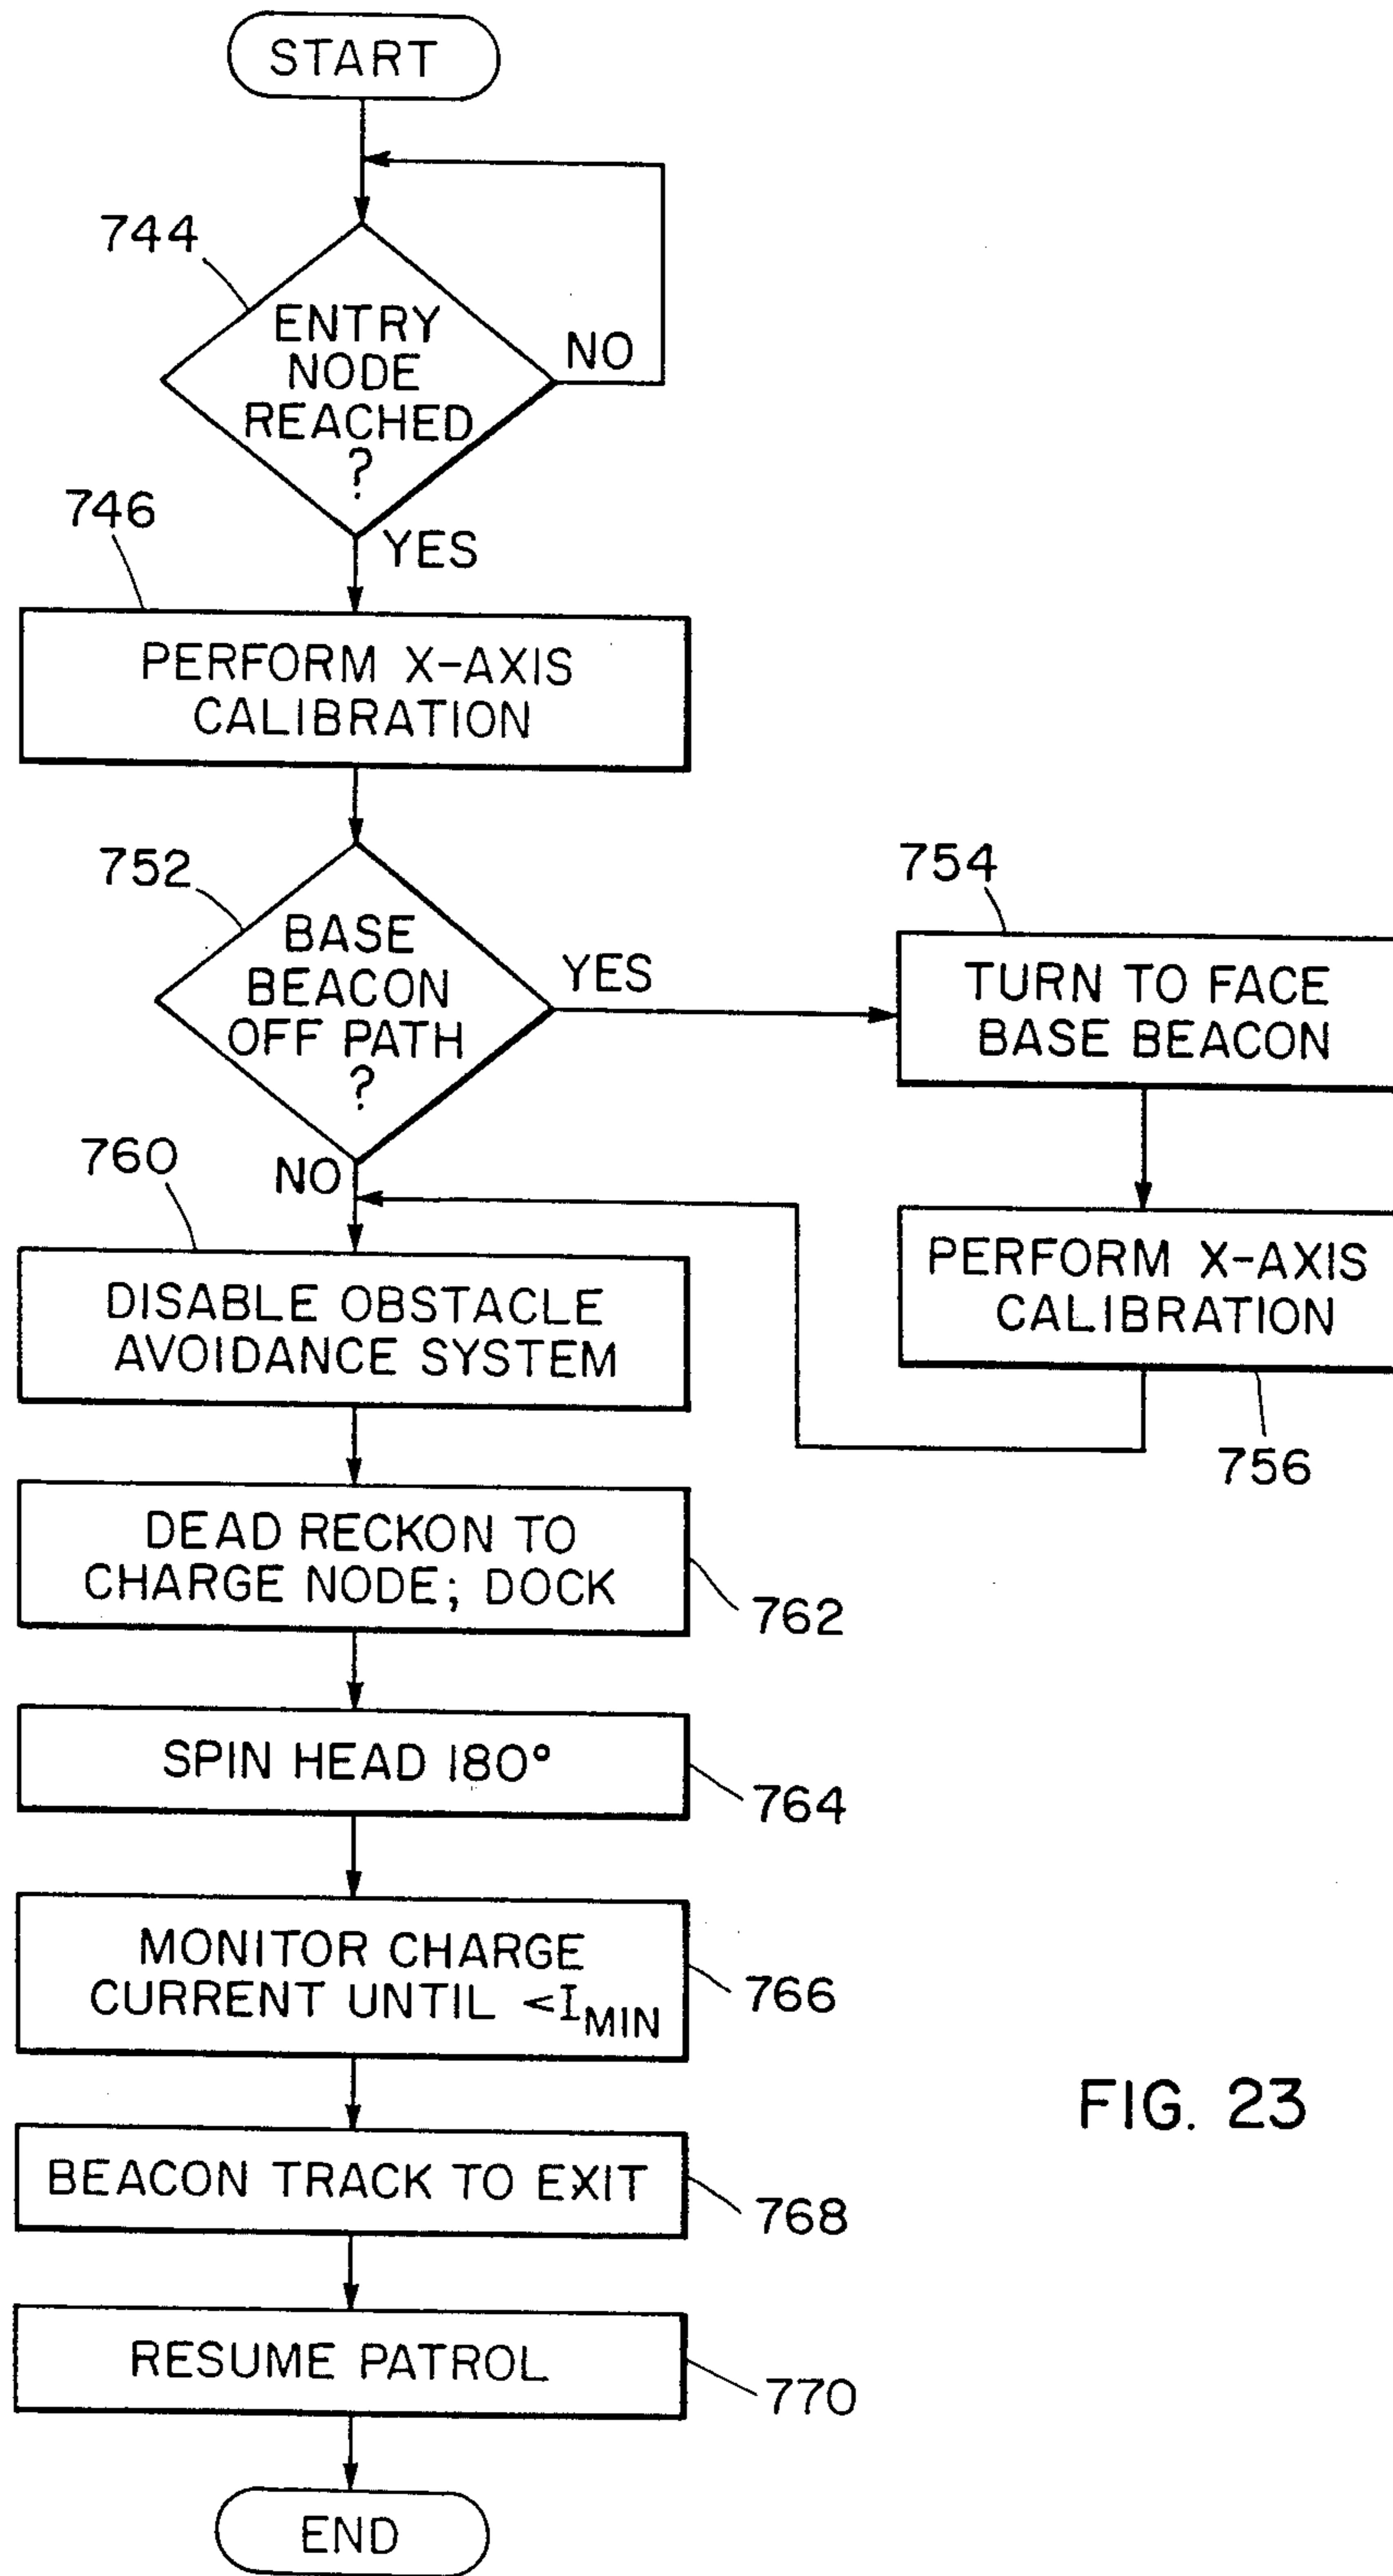 START
744
ENTRY
NODE
REACHED
?
NO
YES
746
PERFORM X-AXIS
CALIBRATION
752
BASE
BEACON
OFF PATH
?
YES
NO
754
TURN TO FACE
BASE BEACON
PERFORM X-AXIS
CALIBRATION
756
760
DISABLE OBSTACLE
AVOIDANCE SYSTEM
DEAD RECKON TO
CHARGE NODE; DOCK
762
SPIN HEAD 180°
764
MONITOR CHARGE
CURRENT UNTIL <I MIN
766
BEACON TRACK TO EXIT
768
RESUME PATROL
770
END
FIG. 23